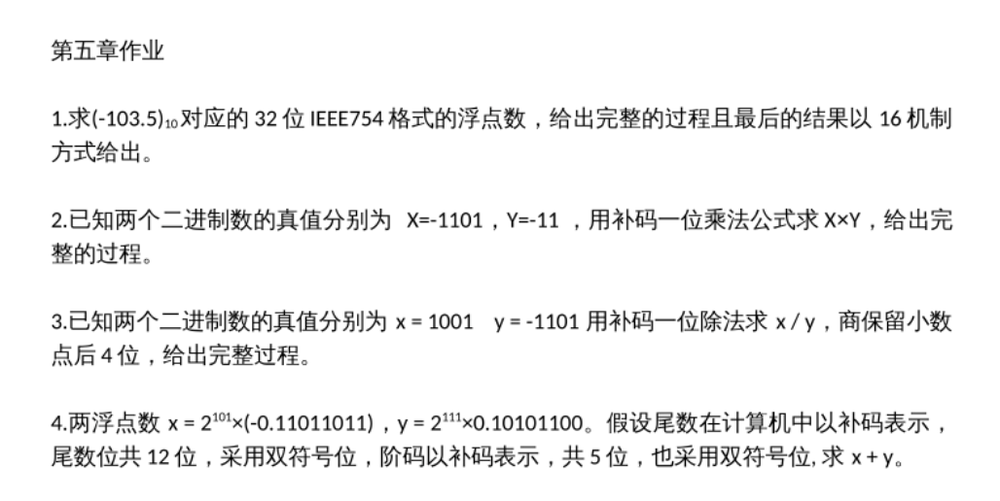 第五章作业
1.求(-103.5)₁₀对应的 32 位 IEEE754 格式的浮点数，给出完整的过程且最后的结果以 16 机制
方式给出。
2.已知两个二进制数的真值分别为 X=-1101，Y=-11 ，用补码一位乘法公式求 X×Y，给出完
整的过程。
3.已知两个二进制数的真值分别为 x = 1001 y = -1101 用补码一位除法求 x / y，商保留小数
点后 4 位，给出完整过程。
4.两浮点数 x = 2¹⁰¹×(-0.11011011)，y = 2¹¹¹×0.10101100。假设尾数在计算机中以补码表示，
尾数位共 12 位，采用双符号位，阶码以补码表示，共 5 位，也采用双符号位, 求 x + y。